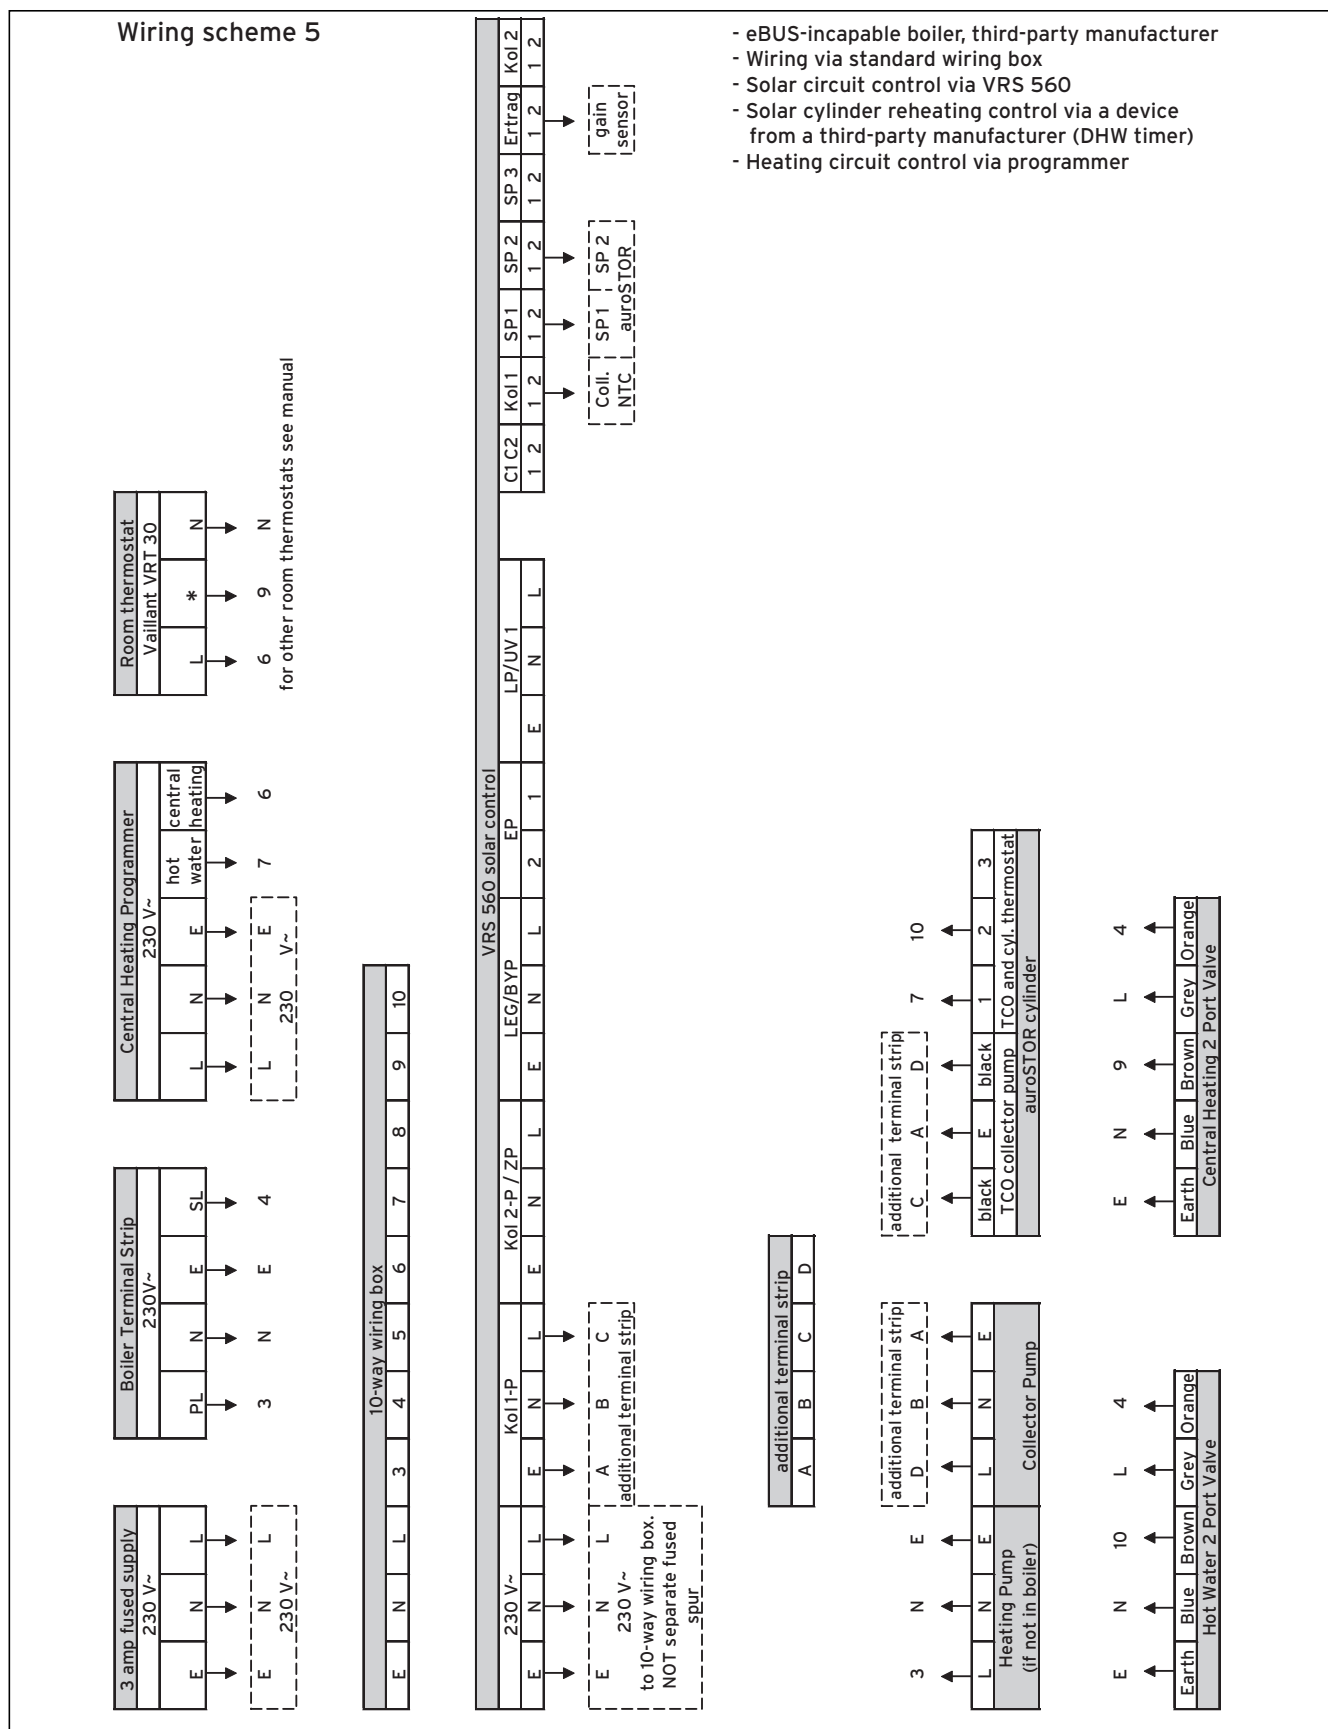 Wiring scheme 5
- eBUS-incapable boiler, third-party manufacturer
- Wiring via standard wiring box
- Solar circuit control via VRS 560
- Solar cylinder reheating control via a device
from a third-party manufacturer (DHW timer)
- Heating circuit control via programmer
3 amp fused supply
230 V~
E N L
E N L
230 V~
Boiler Terminal Strip
230V~
PL N E SL
3 N E 4
Central Heating Programmer
230 V~
L N E hot water central heating
L N E 7 6
230 V~
Room thermostat
Vaillant VRT 30
L * N
6 9 N
for other room thermostats see manual
10-way wiring box
E N L 3 4 5 6 7 8 9 10
VRS 560 solar control
230 V~ Kol 1-P Kol 2-P / ZP LEG/BYP EP LP/UV 1 C1 C2 Kol 1 SP1 SP 2 SP 3 Ertrag Kol 2
E N L E N L E N L E N L 2 1 E N L 1 2 1 2 1 2 1 2 1 2 1 2 1 2
E N L
230 V~
to 10-way wiring box.
NOT separate fused
spur
A B C
additional terminal strip
Coll.
NTC
SP1 SP 2
auroSTOR
gain
sensor
additional terminal strip
A B C D
additional terminal strip
3 N E D B A
L N E L N E
Heating Pump
(if not in boiler)
Collector Pump
additional terminal strip
C A D 7 10
black E black 1 2 3
TCO collector pump TCO and cyl. thermostat
auroSTOR cylinder
E N 10 L 4
Earth Blue Brown Grey Orange
Hot Water 2 Port Valve
E N 9 L 4
Earth Blue Brown Grey Orange
Central Heating 2 Port Valve